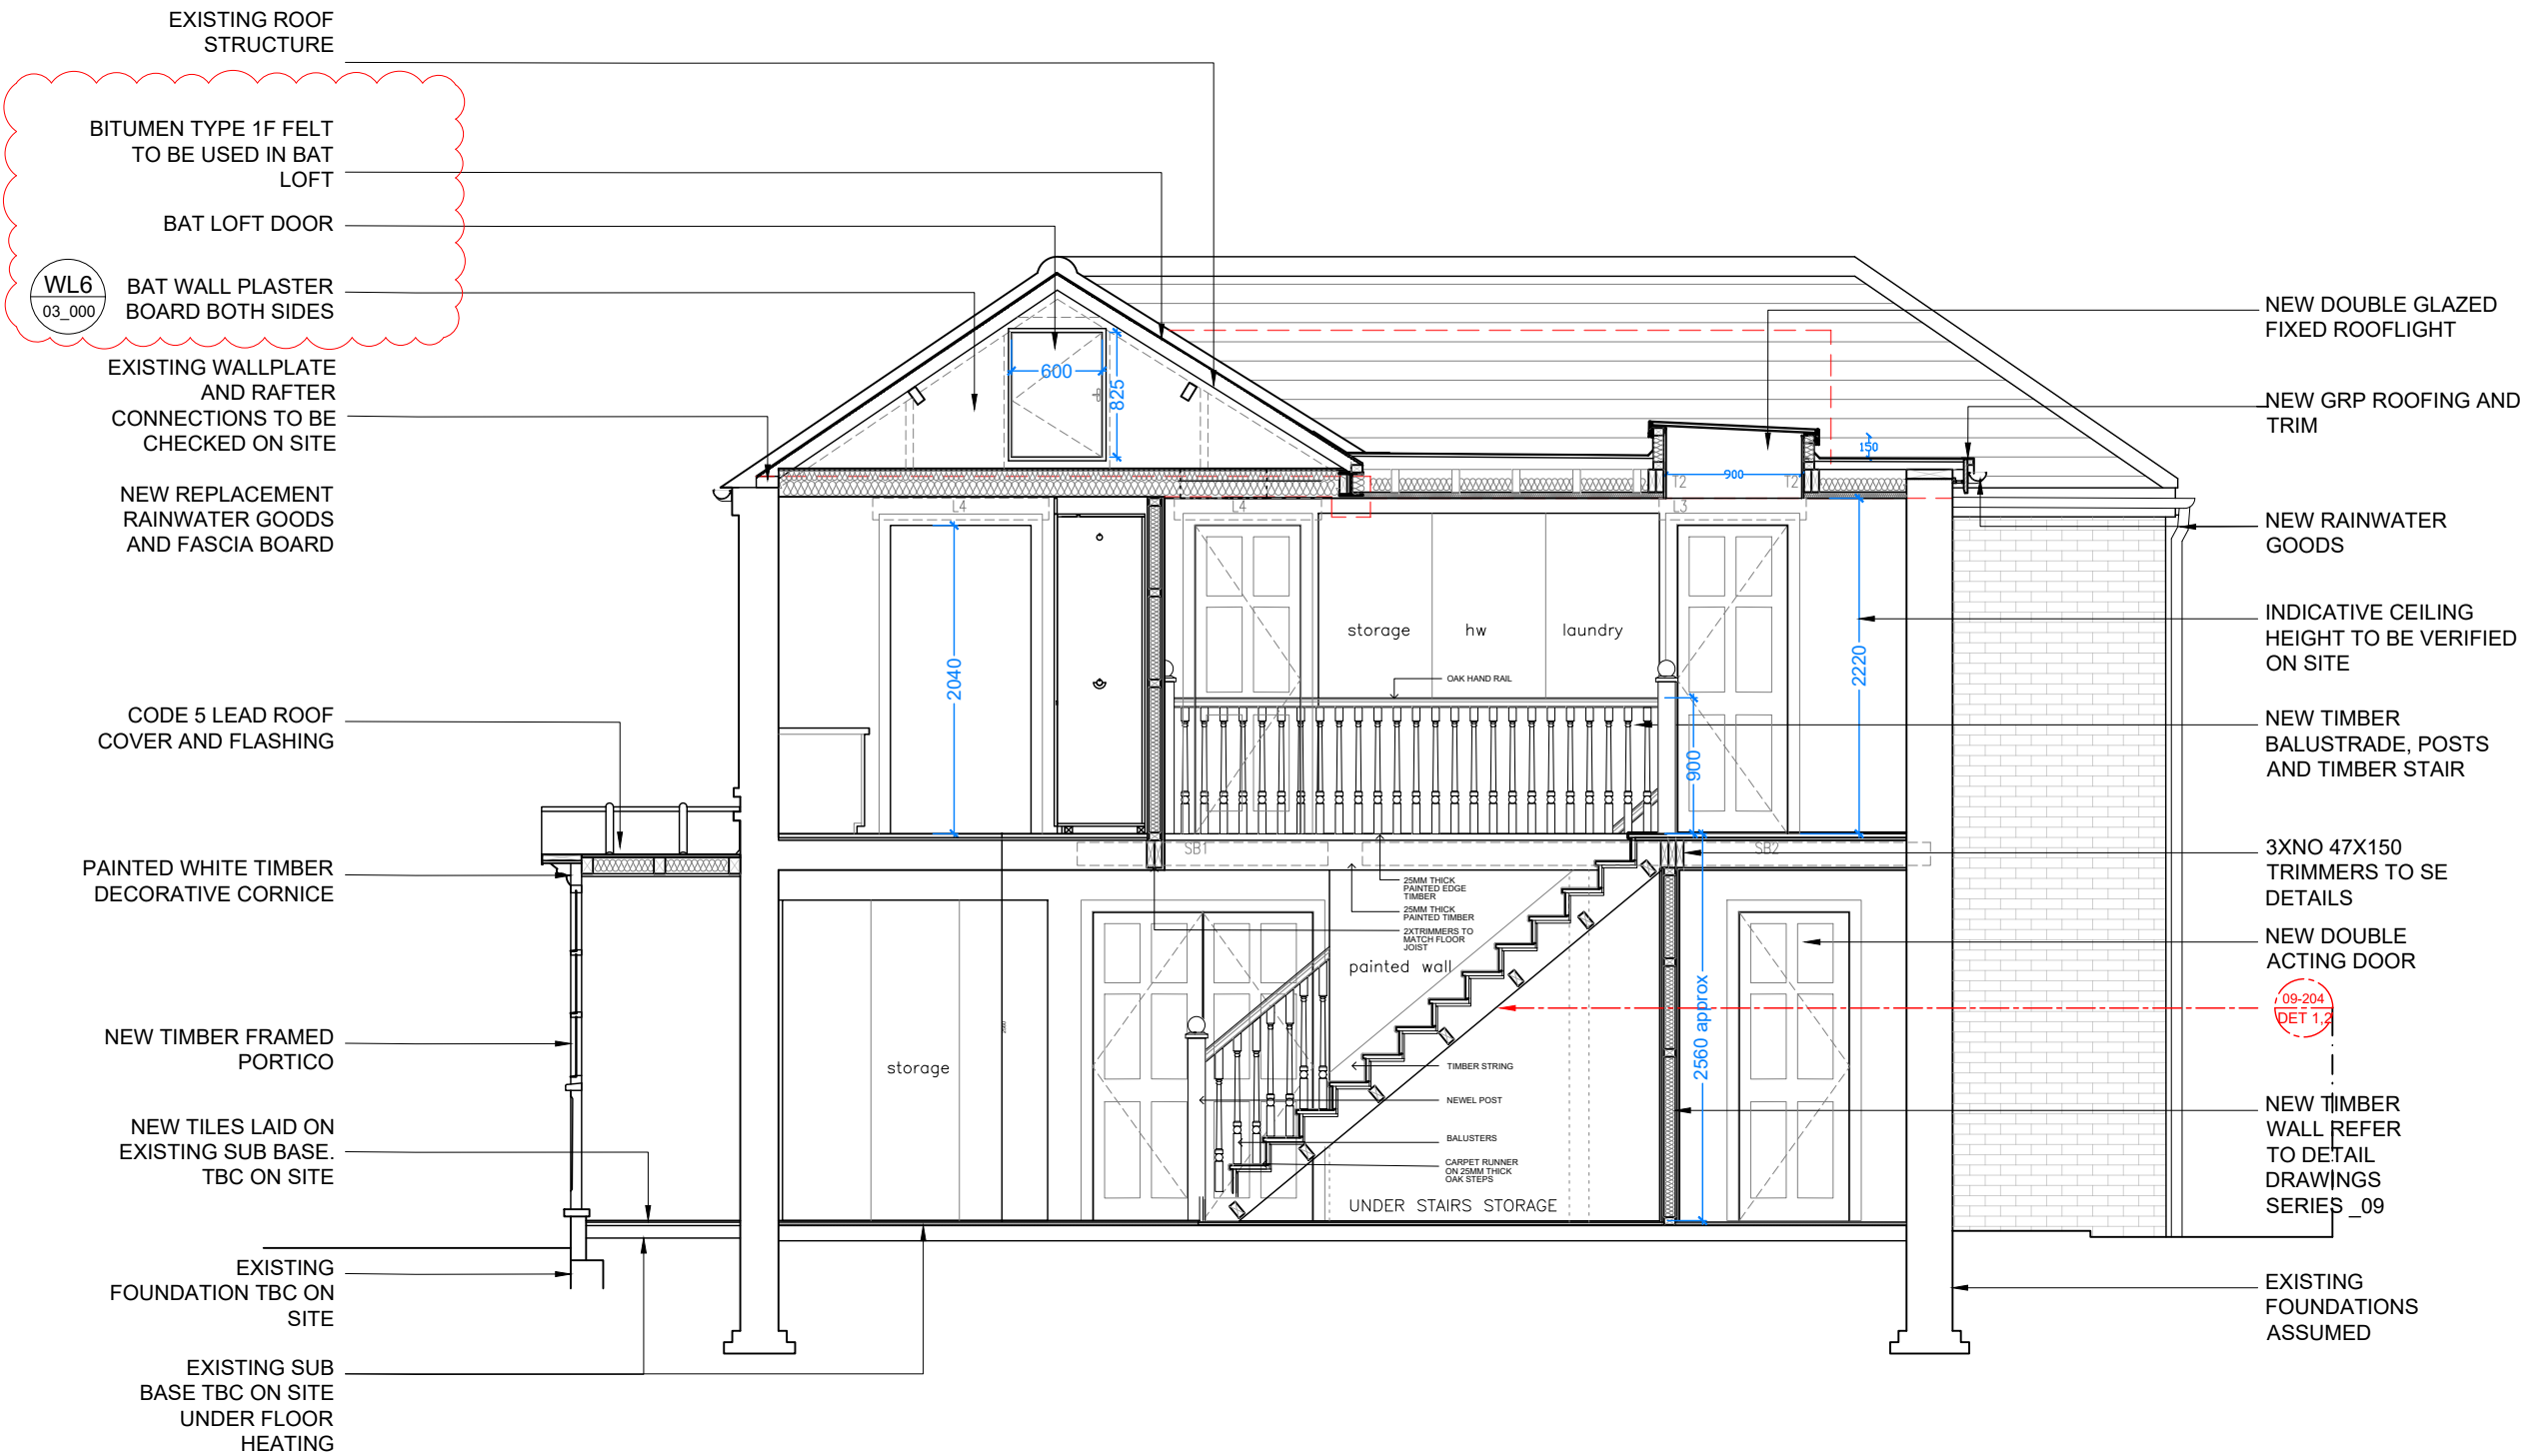 EXISTING ROOF
STRUCTURE
BITUMEN TYPE 1F FELT
TO BE USED IN BAT
LOFT
BAT LOFT DOOR
WL6
03_000
BAT WALL PLASTER
BOARD BOTH SIDES
EXISTING WALLPLATE
AND RAFTER
CONNECTIONS TO BE
CHECKED ON SITE
NEW REPLACEMENT
RAINWATER GOODS
AND FASCIA BOARD
CODE 5 LEAD ROOF
COVER AND FLASHING
PAINTED WHITE TIMBER
DECORATIVE CORNICE
NEW TIMBER FRAMED
PORTICO
NEW TILES LAID ON
EXISTING SUB BASE.
TBC ON SITE
EXISTING
FOUNDATION TBC ON
SITE
EXISTING SUB
BASE TBC ON SITE
UNDER FLOOR
HEATING
600
825
900
150
T2
T2
L4
L4
L3
2040
storage
hw
laundry
OAK HAND RAIL
2220
900
SB1
SB2
25MM THICK
PAINTED EDGE
TIMBER
25MM THICK
PAINTED TIMBER
2XTRIMMERS TO
MATCH FLOOR
JOIST
painted wall
2560 approx
2560
storage
TIMBER STRING
NEWEL POST
BALUSTERS
CARPET RUNNER
ON 25MM THICK
OAK STEPS
UNDER STAIRS STORAGE
NEW DOUBLE GLAZED
FIXED ROOFLIGHT
NEW GRP ROOFING AND
TRIM
NEW RAINWATER
GOODS
INDICATIVE CEILING
HEIGHT TO BE VERIFIED
ON SITE
NEW TIMBER
BALUSTRADE, POSTS
AND TIMBER STAIR
3XNO 47X150
TRIMMERS TO SE
DETAILS
NEW DOUBLE
ACTING DOOR
09-204
DET 1,2
NEW TIMBER
WALL REFER
TO DETAIL
DRAWINGS
SERIES _09
EXISTING
FOUNDATIONS
ASSUMED